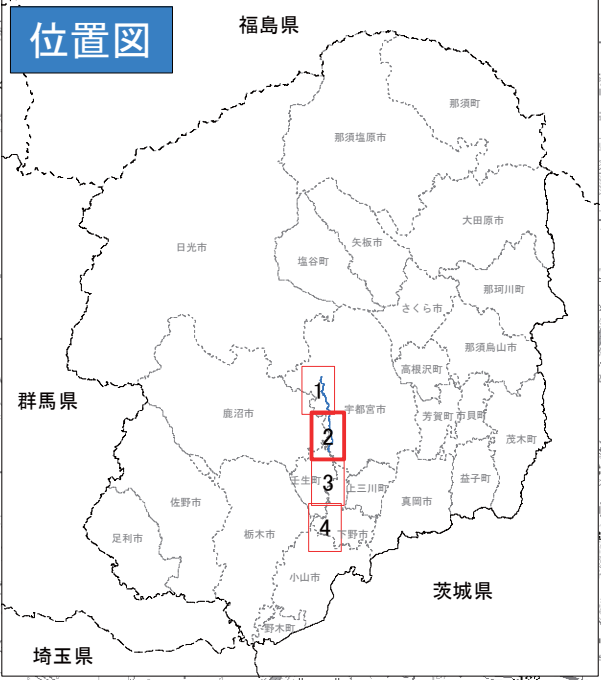 位置図
福島県
那須町
那須塩原市
大田原市
日光市
矢板市
塩谷町
那珂川町
さくら市
那須烏山市
高根沢町
1
群馬県
鹿沼市
宇都宮市
芳賀町
市貝町
茂木町
2
壬生町
3
上三川町
益子町
佐野市
真岡市
足利市
栃木市
4
下野市
小山市
茨城県
野木町
埼玉県